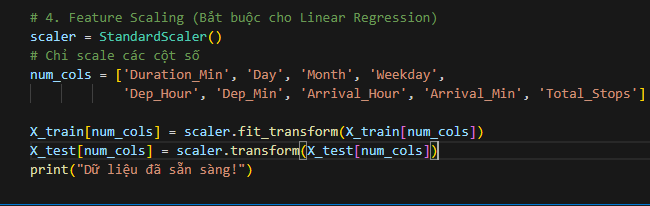 # 4. Feature Scaling (Bắt buộc cho Linear Regression)
scaler = StandardScaler()
# Chỉ scale các cột số
num_cols = ['Duration_Min', 'Day', 'Month', 'Weekday',
'Dep_Hour', 'Dep_Min', 'Arrival_Hour', 'Arrival_Min', 'Total_Stops']
X_train[num_cols] = scaler.fit_transform(X_train[num_cols])
X_test[num_cols] = scaler.transform(X_test[num_cols])
print("Dữ liệu đã sẵn sàng!")